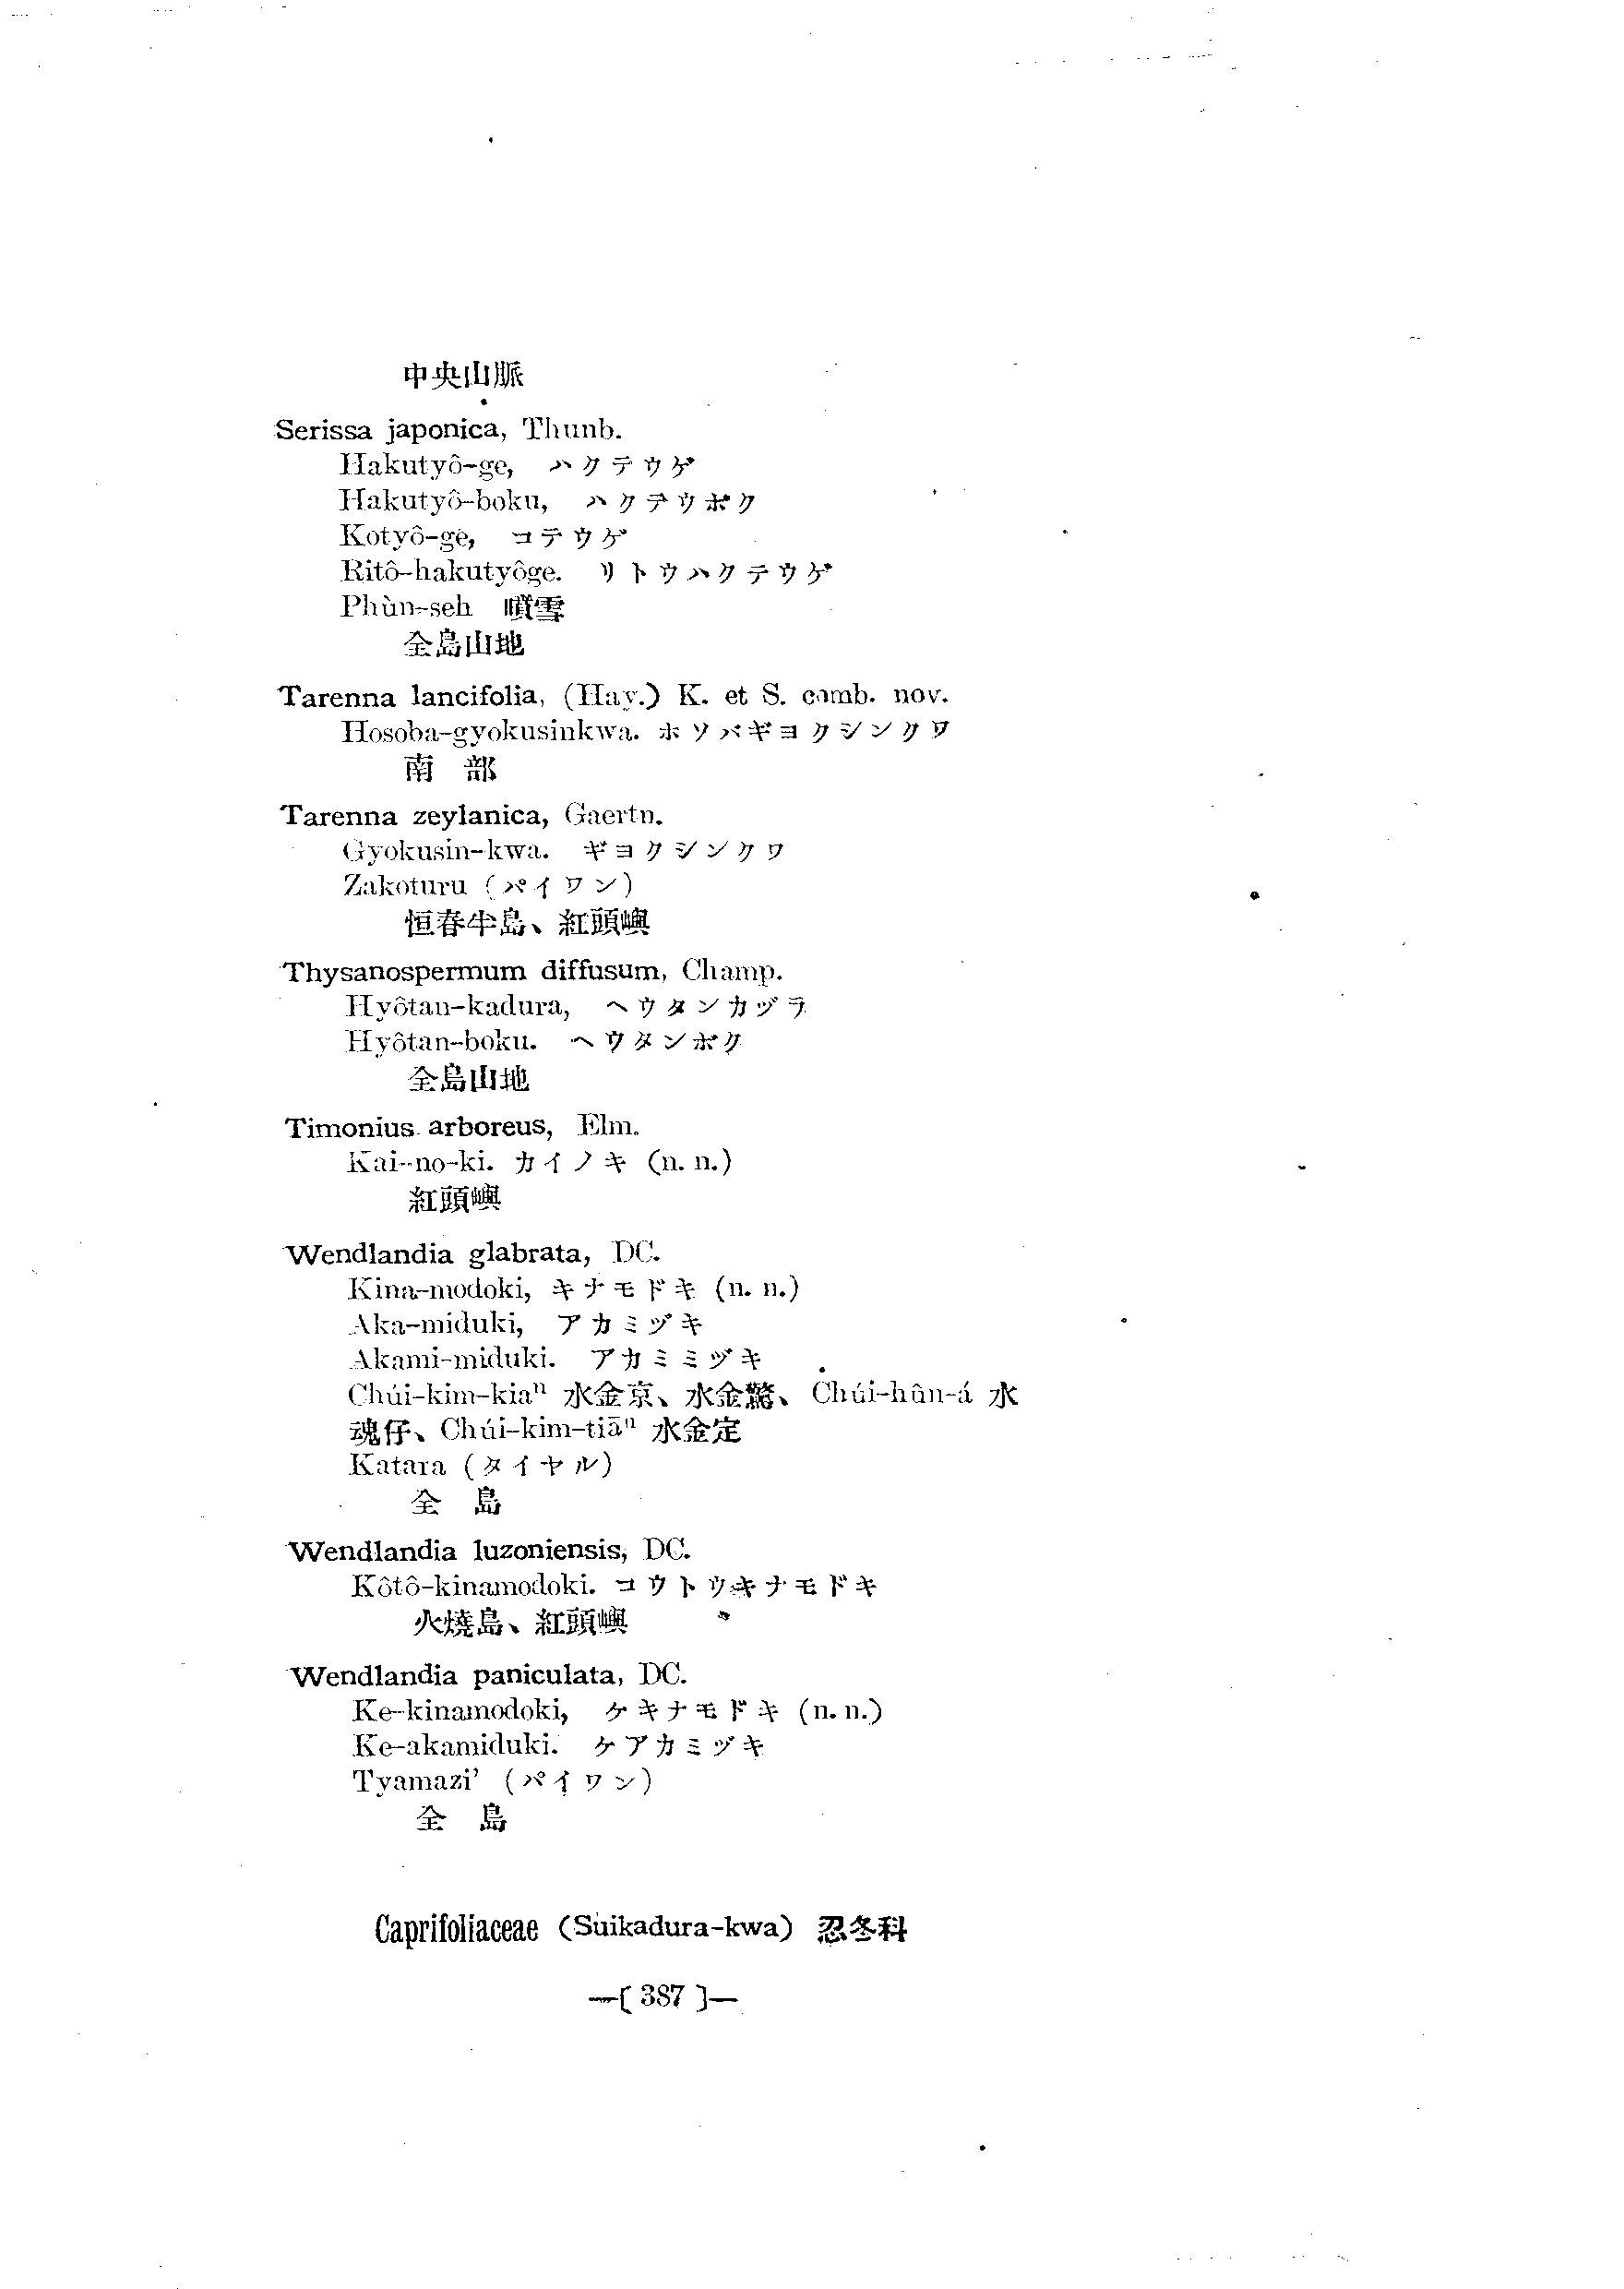 中央山脈
Serissa japonica, Thunb.
Hakutyô-ge, ハクテウゲ
Hakutyô-boku, ハクテウボク
Kotyô-ge, コテウゲ
Ritô-hakutyôge. リトウハクテウゲ
Phùn-seh 噴雪
全島山地
Tarenna lancifolia, (Hay.) K. et S. comb. nov.
Hosoba-gyokusinkwa. ホソバギヨクシンクワ
南 部
Tarenna zeylanica, Gaertn.
Gyokusin-kwa. ギヨクシンクワ
Zakoturu (パイワン)
恒春半島、紅頭嶼
Thysanospermum diffusum, Champ.
Hyôtan-kadura, ヘウタンカヅラ
Hyôtan-boku. ヘウタンボク
全島山地
Timonius arboreus, Elm.
Kai-no-ki. カイノキ (n. n.)
紅頭嶼
Wendlandia glabrata, DC.
Kina-modoki, キナモドキ (n. n.)
Aka-miduki, アカミヅキ
Akami-miduki. アカミミヅキ
Chúi-kim-kiaⁿ 水金京、水金驚、 Chúi-hûn-á 水
魂仔、Chúi-kim-tiāⁿ 水金定
Katara (タイヤル)
全 島
Wendlandia luzoniensis, DC.
Kôtô-kinamodoki. コウトウキナモドキ
火燒島、紅頭嶼
Wendlandia paniculata, DC.
Ke-kinamodoki, ケキナモドキ (n. n.)
Ke-akamiduki. ケアカミヅキ
Tyamazi’ (パイワン)
全 島
Caprifoliaceae (Suikadura-kwa) 忍冬科
—[ 387 ]—